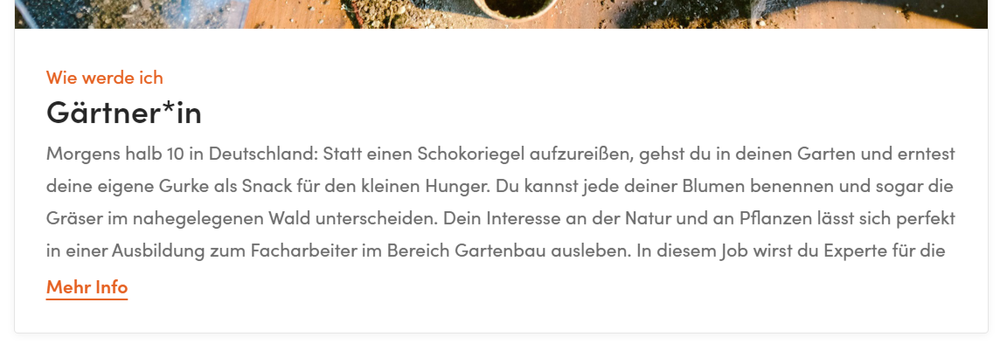 Wie werde ich
Gärtner*in
Morgens halb 10 in Deutschland: Statt einen Schokoriegel aufzureißen, gehst du in deinen Garten und erntest
deine eigene Gurke als Snack für den kleinen Hunger. Du kannst jede deiner Blumen benennen und sogar die
Gräser im nahegelegenen Wald unterscheiden. Dein Interesse an der Natur und an Pflanzen lässt sich perfekt
in einer Ausbildung zum Facharbeiter im Bereich Gartenbau ausleben. In diesem Job wirst du Experte für die
Mehr Info